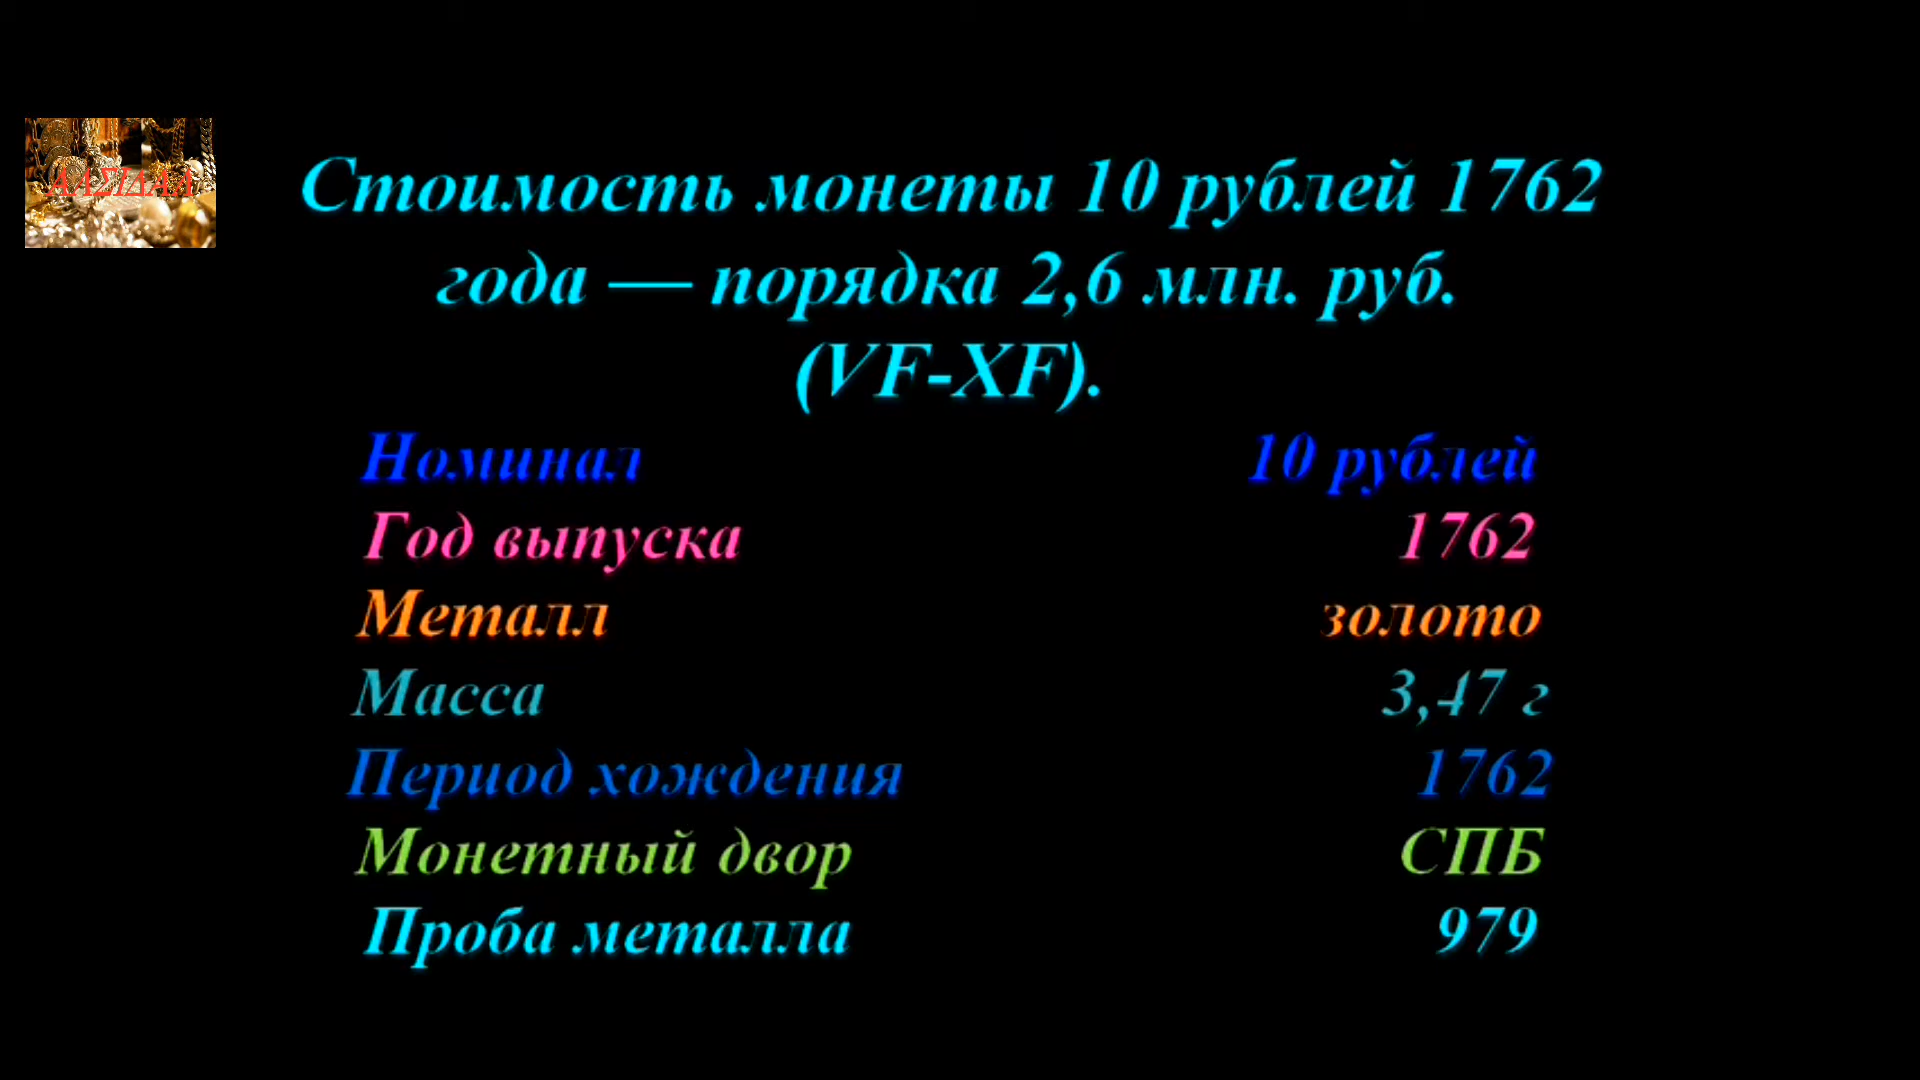 Стоимость монеты 10 рублей 1762
года — порядка 2,6 млн. руб.
(VF-XF).
Номинал 10 рублей
Год выпуска 1762
Металл золото
Масса 3,47 г
Период хождения 1762
Монетный двор СПБ
Проба металла 979